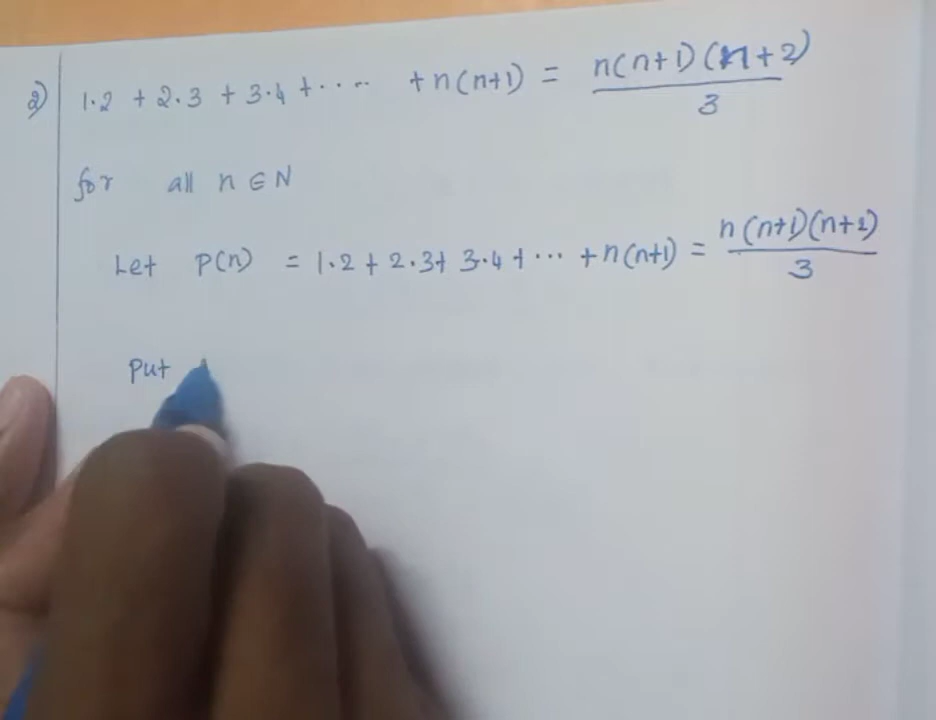 2) 1.2 + 2.3 + 3.4 + ..... + n(n+1) = n(n+1)(n+2)/3
for all n ∈ N
Let P(n) = 1.2 + 2.3 + 3.4 + ... + n(n+1) = n(n+1)(n+2)/3
Put